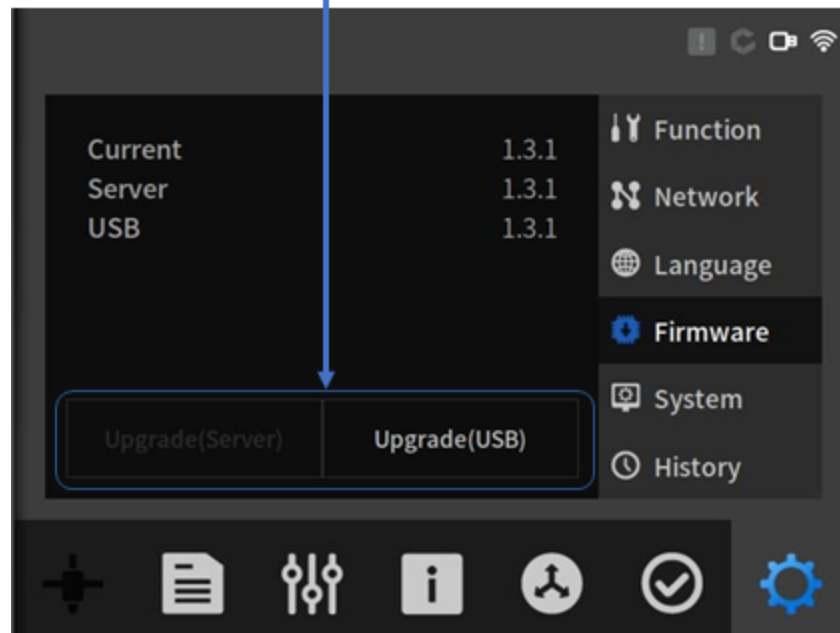 Current 1.3.1
Server 1.3.1
USB 1.3.1
Upgrade(Server) Upgrade(USB)
Function
Network
Language
Firmware
System
History